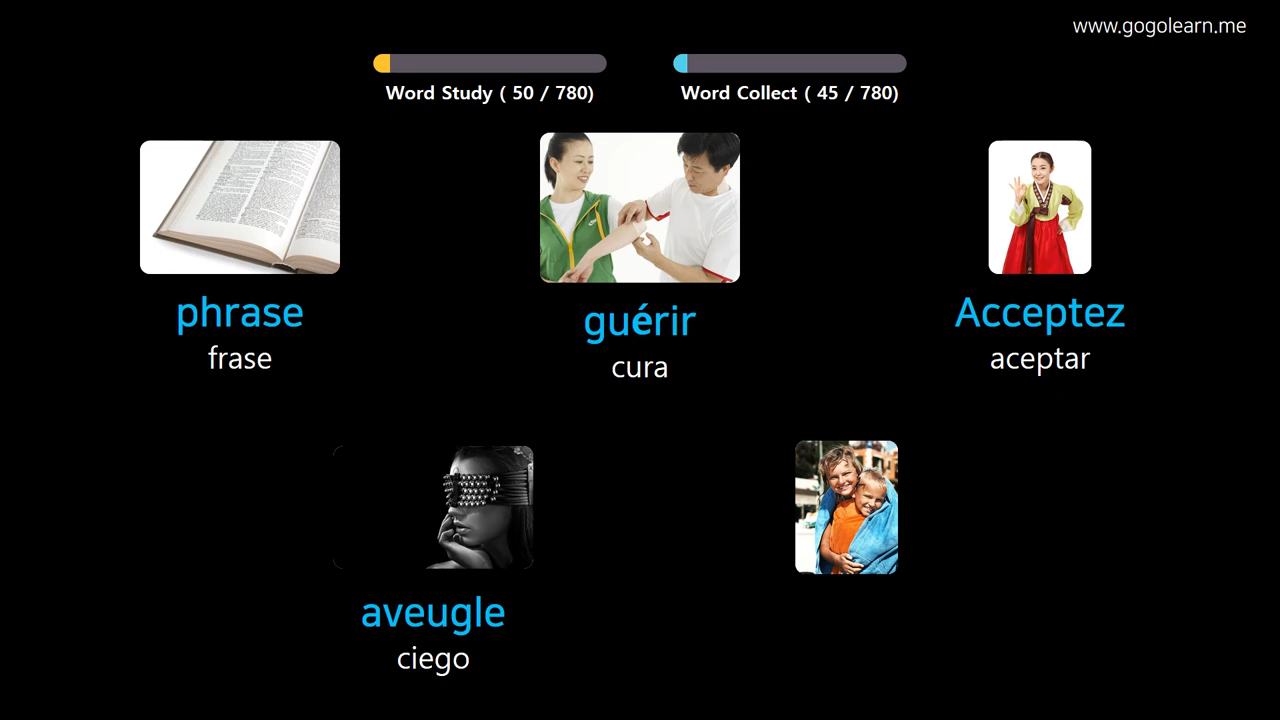 www.gogolearn.me
Word Study ( 50 / 780)
Word Collect ( 45 / 780)
phrase
frase
guérir
cura
Acceptez
aceptar
aveugle
ciego